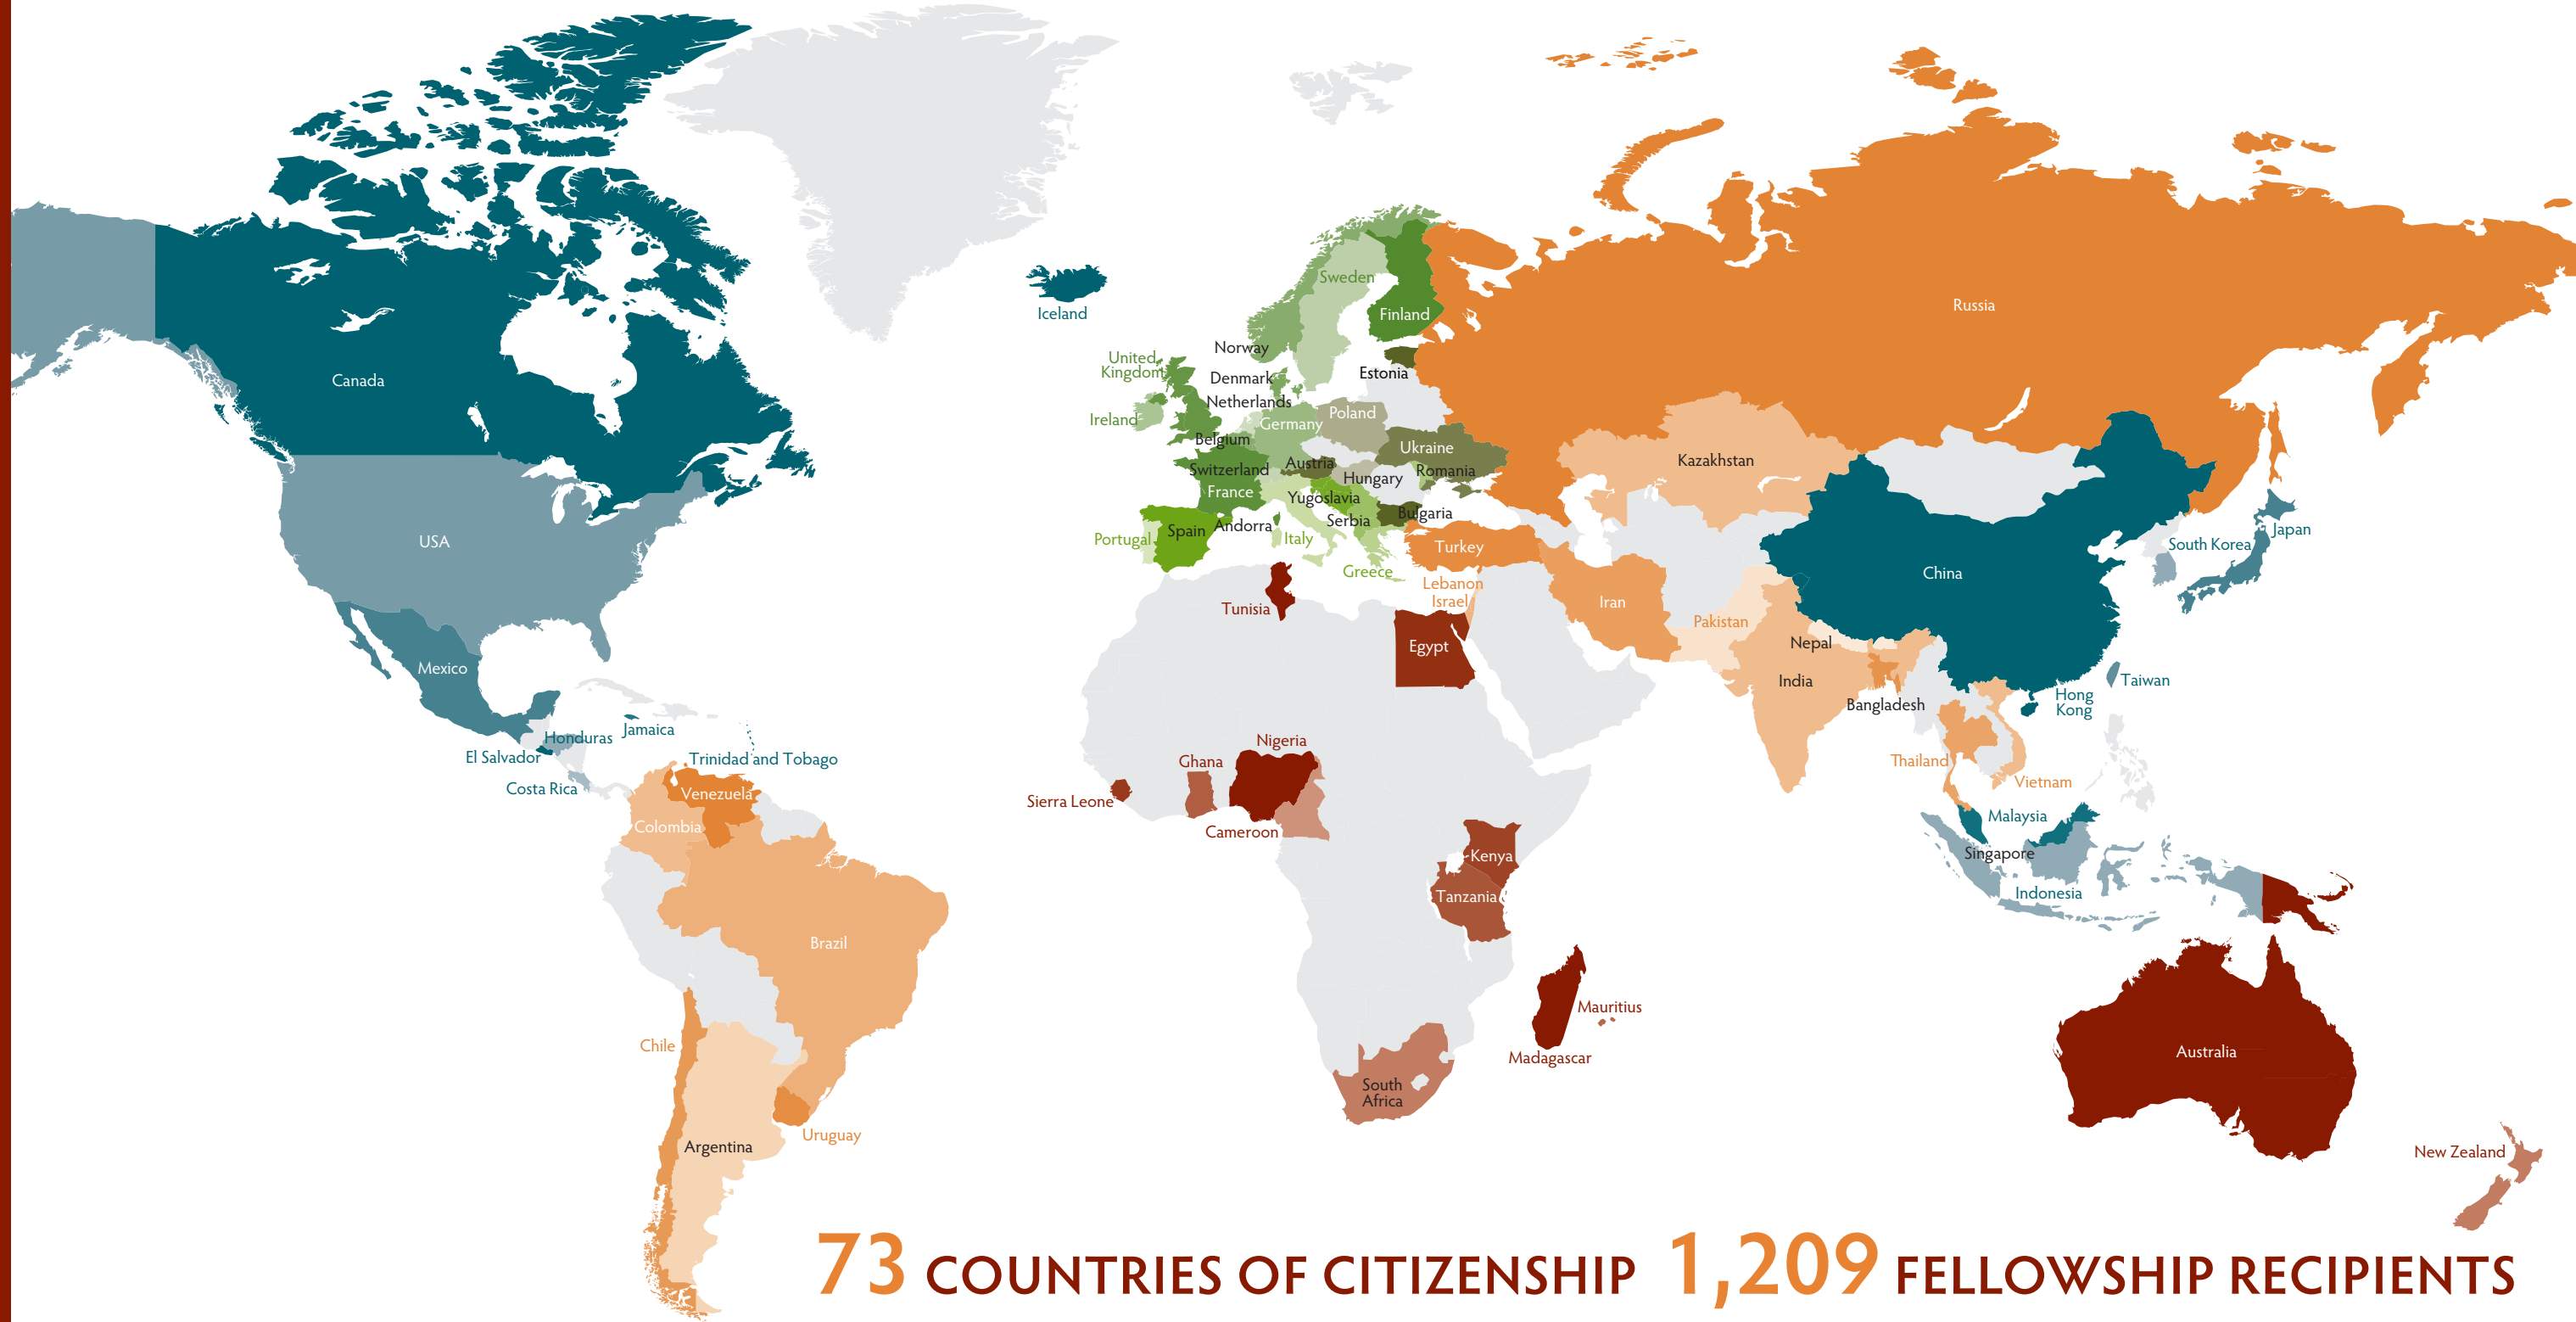 Canada
USA
Mexico
Honduras
Jamaica
El Salvador
Trinidad and Tobago
Costa Rica
Venezuela
Colombia
Brazil
Chile
Argentina
Uruguay
Iceland
Sweden
Finland
Norway
United
Kingdom
Denmark
Estonia
Netherlands
Ireland
Poland
Germany
Belgium
Ukraine
Switzerland
Austria
Romania
Hungary
France
Yugoslavia
Serbia
Bulgaria
Portugal
Spain
Andorra
Italy
Greece
Turkey
Lebanon
Israel
Russia
Kazakhstan
Iran
Pakistan
Nepal
India
Bangladesh
China
Japan
South Korea
Taiwan
Hong
Kong
Thailand
Vietnam
Malaysia
Singapore
Indonesia
Tunisia
Egypt
Nigeria
Ghana
Sierra Leone
Cameroon
Kenya
Tanzania
Mauritius
Madagascar
South
Africa
Australia
New Zealand
73 COUNTRIES OF CITIZENSHIP 1,209 FELLOWSHIP RECIPIENTS